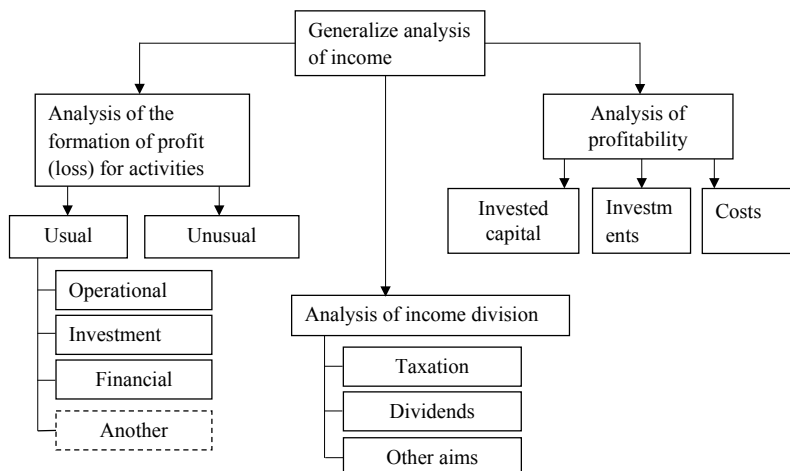 Generalize analysis
of income
Analysis of the
formation of profit
(loss) for activities
Analysis of
profitability
Usual
Unusual
Invested
capital
Investm
ents
Costs
Operational
Investment
Financial
Another
Analysis of income division
Taxation
Dividends
Other aims